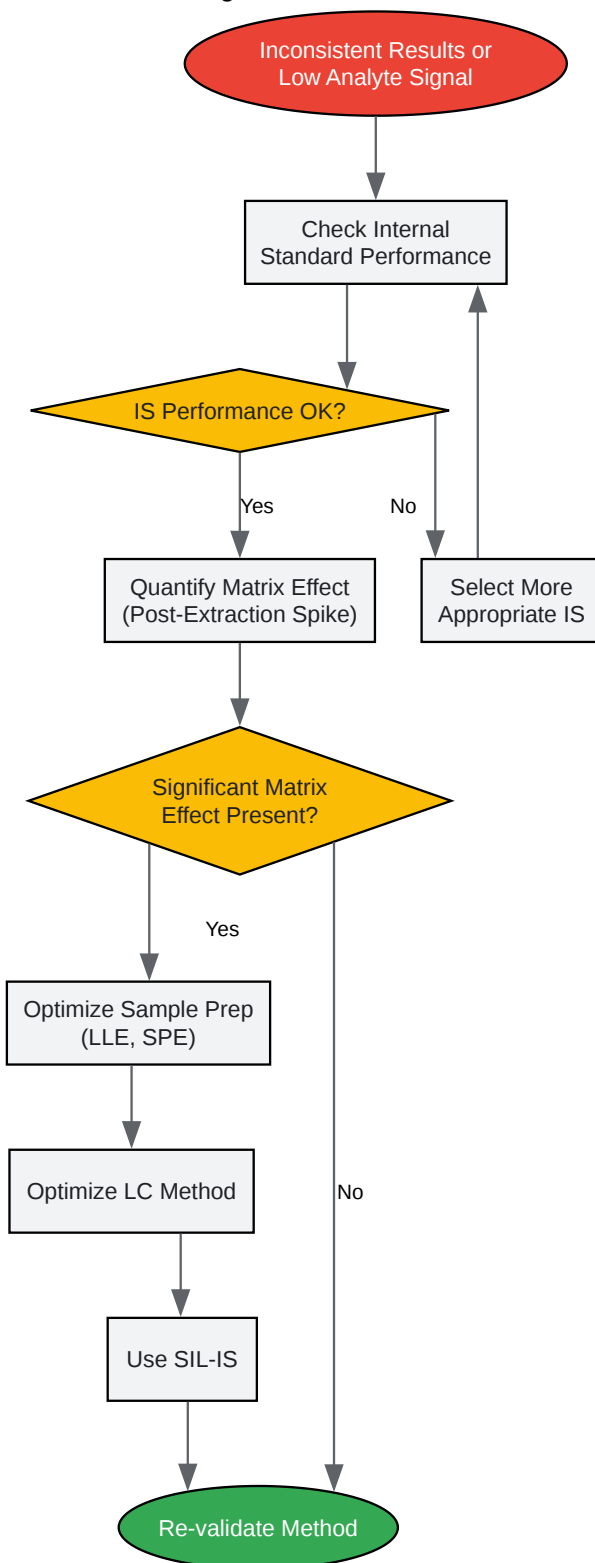 Inconsistent Results or
Low Analyte Signal
Check Internal
Standard Performance
IS Performance OK?
Yes
No
Quantify Matrix Effect
(Post-Extraction Spike)
Select More
Appropriate IS
Significant Matrix
Effect Present?
Yes
Optimize Sample Prep
(LLE, SPE)
Optimize LC Method
No
Use SIL-IS
Re-validate Method